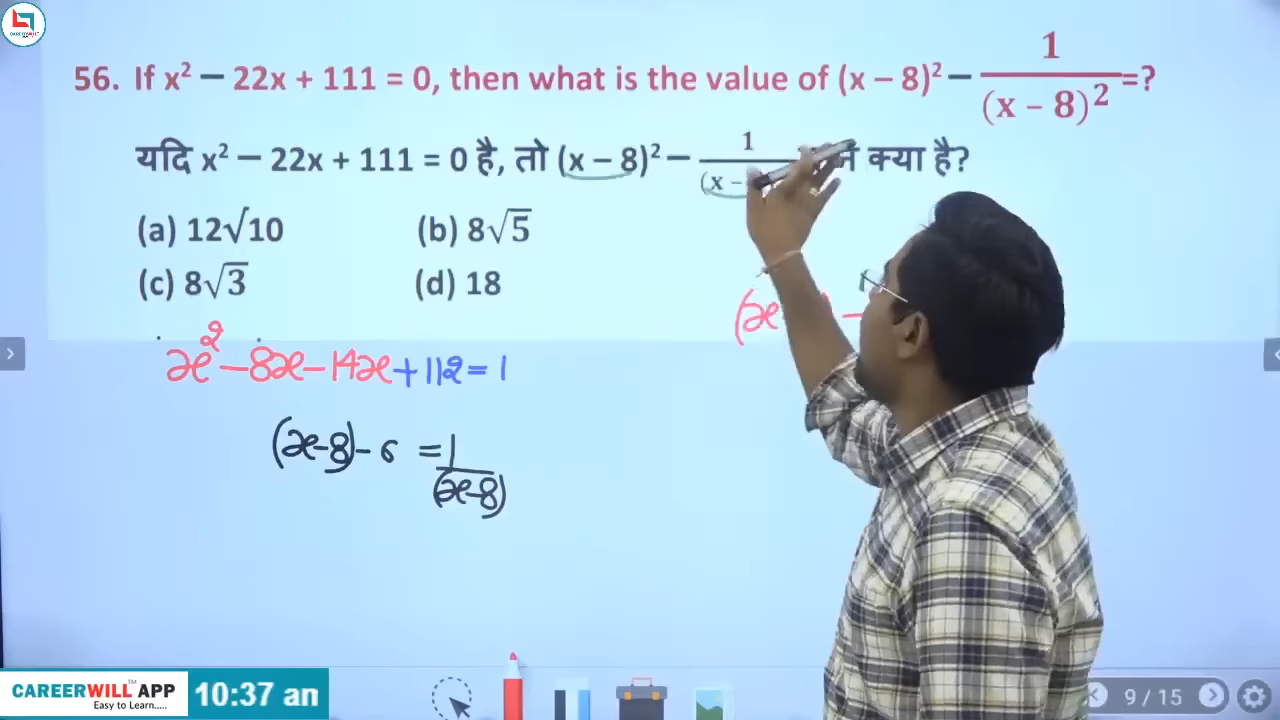 CAREERWILL
56. If x² − 22x + 111 = 0, then what is the value of (x − 8)² − 1/(x − 8)² =?
यदि x² − 22x + 111 = 0 है, तो (x − 8)² − 1/(x − क्या है?
(a) 12√10 (b) 8√5
(c) 8√3 (d) 18
x² − 8x − 14x + 112 = 1
(x−8) − 6 = 1/(x−8)
CAREERWILL™ APP
Easy to Learn.....
10:37 an
9 / 15